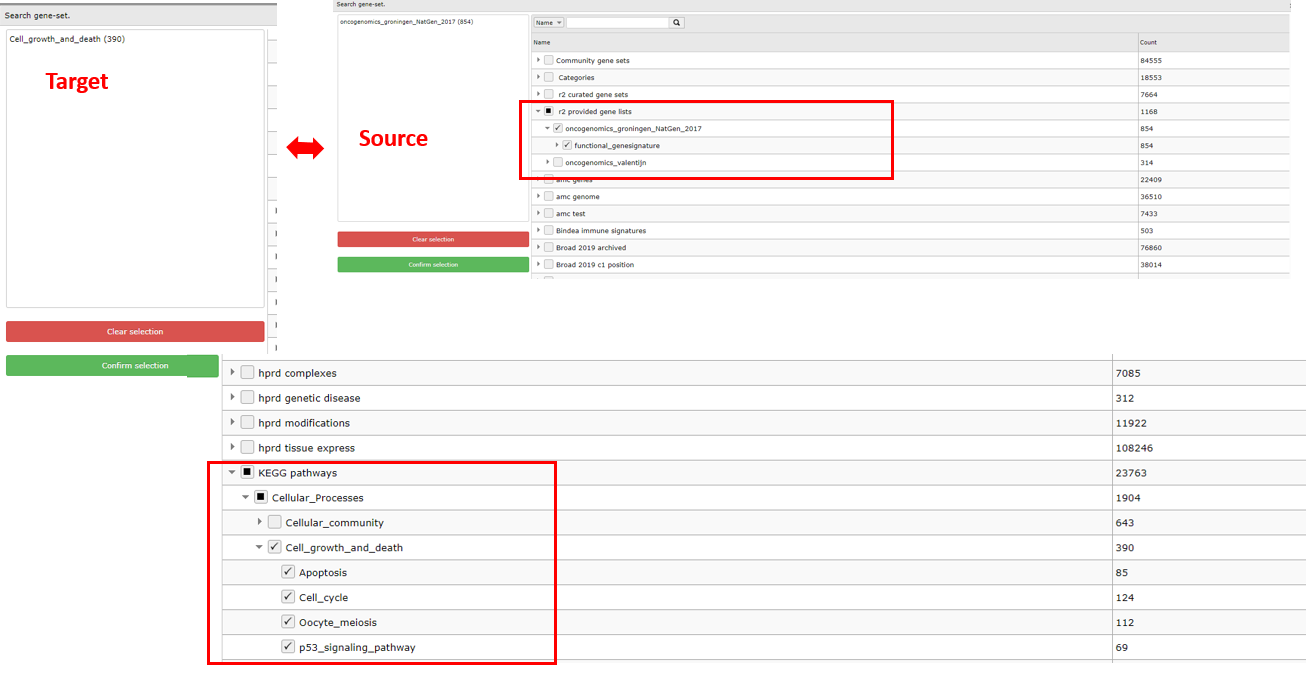 Search gene-set.
Cell_growth_and_death (390)
Target
Clear selection
Confirm selection
Search gene-set.
oncogenomics_groningen_NatGen_2017 (854)
Source
Clear selection
Confirm selection
Name
Name Count
Community gene sets 84555
Categories 18553
r2 curated gene sets 7664
r2 provided gene lists 1168
oncogenomics_groningen_NatGen_2017 854
functional_genesignature 854
oncogenomics_valentijn 314
amc genes 22409
amc genome 36510
amc test 7433
Bindea immune signatures 503
Broad 2019 archived 76860
Broad 2019 c1 position 38014
hprd complexes 7085
hprd genetic disease 312
hprd modifications 11922
hprd tissue express 108246
KEGG pathways 23763
Cellular_Processes 1904
Cellular_community 643
Cell_growth_and_death 390
Apoptosis 85
Cell_cycle 124
Oocyte_meiosis 112
p53_signaling_pathway 69